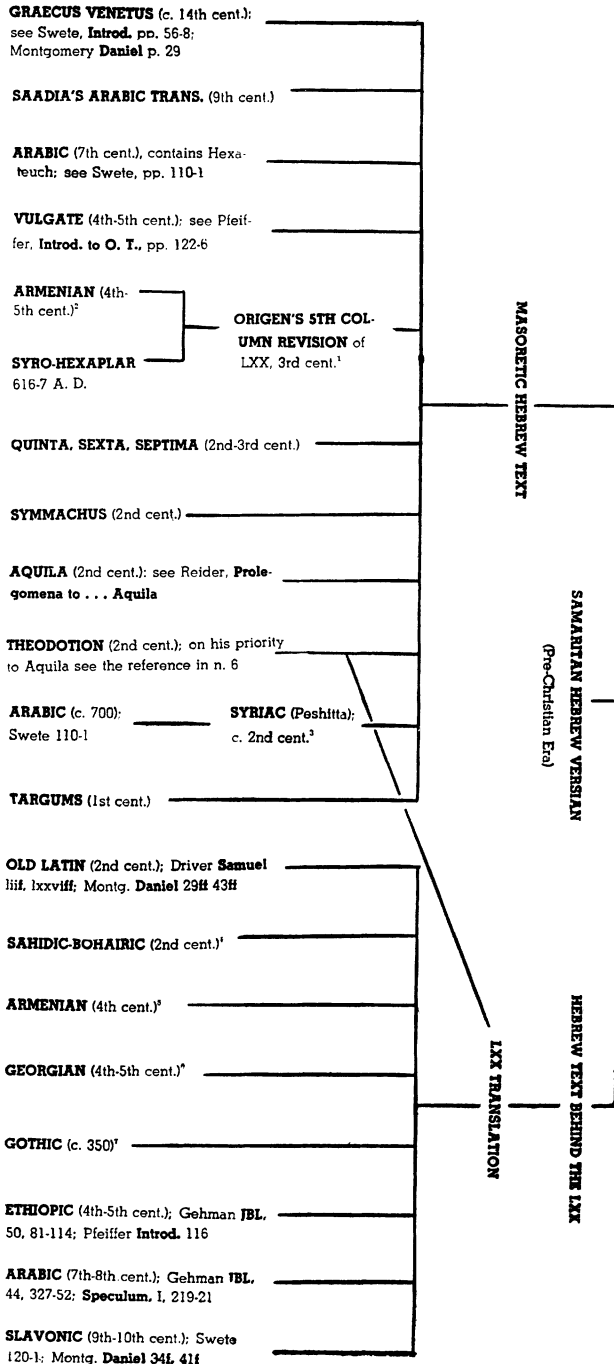 GRAECUS VENETUS (c. 14th cent.);
see Swete, Introd. pp. 56-8;
Montgomery Daniel p. 29
SAADIA'S ARABIC TRANS. (9th cent.)
ARABIC (7th cent.), contains Hexa-
teuch; see Swete, pp. 110-1
VULGATE (4th-5th cent.); see Pfeif-
fer, Introd. to O. T., pp. 122-6
ARMENIAN (4th-
5th cent.)²
SYRO-HEXAPLAR
616-7 A. D.
ORIGEN'S 5TH COL-
UMN REVISION of
LXX, 3rd cent.¹
QUINTA, SEXTA, SEPTIMA (2nd-3rd cent.)
SYMMACHUS (2nd cent.)
AQUILA (2nd cent.): see Reider, Prole-
gomena to . . . Aquila
THEODOTION (2nd cent.); on his priority
to Aquila see the reference in n. 6
ARABIC (c. 700);
Swete 110-1
SYRIAC (Peshitta);
c. 2nd cent.³
TARGUMS (1st cent.)
MASORETIC HEBREW TEXT
SAMARITAN HEBREW VERSIAN
(Pre-Christian Era)
OLD LATIN (2nd cent.); Driver Samuel
liif, lxxviff; Montg. Daniel 29ff 43ff
SAHIDIC-BOHAIRIC (2nd cent.)⁴
ARMENIAN (4th cent.)⁵
GEORGIAN (4th-5th cent.)⁶
GOTHIC (c. 350)⁷
ETHIOPIC (4th-5th cent.); Gehman JBL,
50, 81-114; Pfeiffer Introd. 116
ARABIC (7th-8th cent.); Gehman JBL,
44, 327-52; Speculum, I, 219-21
SLAVONIC (9th-10th cent.); Swete
120-1; Montg. Daniel 34f, 41f
LXX TRANSLATION
HEBREW TEXT BEHIND THE LXX